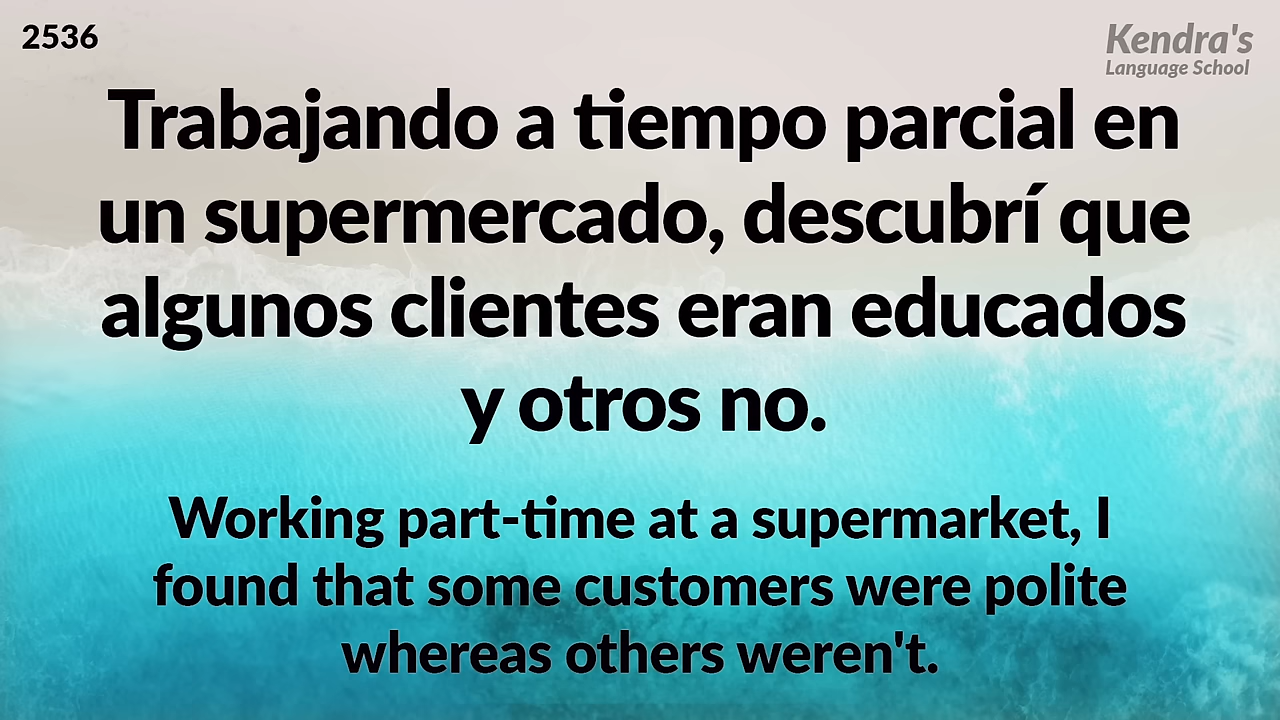 2536
Kendra's
Language School
Trabajando a tiempo parcial en
un supermercado, descubrí que
algunos clientes eran educados
y otros no.
Working part-time at a supermarket, I
found that some customers were polite
whereas others weren't.